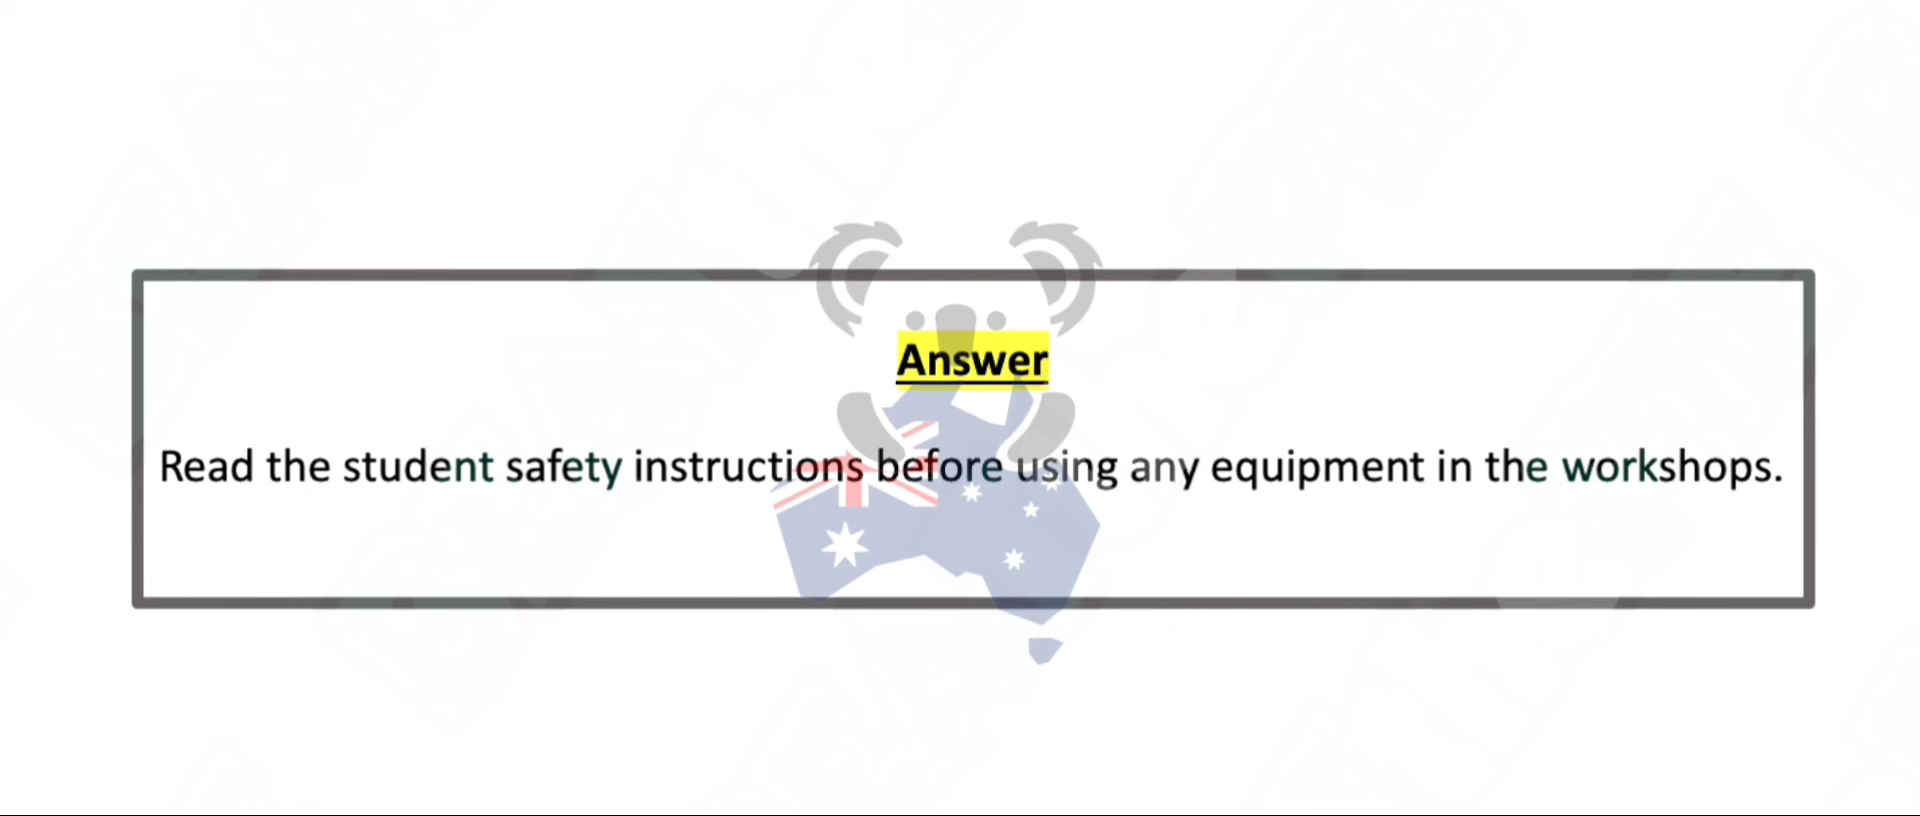 Answer
Read the student safety instructions before using any equipment in the workshops.